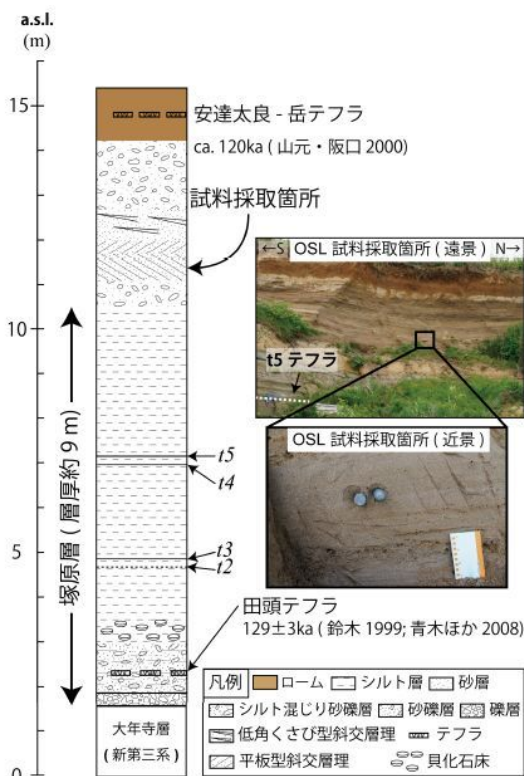 a.s.l.
(m)
15
安達太良 - 岳テフラ
ca. 120ka ( 山元・阪口 2000)
試料採取箇所
←S OSL 試料採取箇所 ( 遠景 ) N→
10
t5 テフラ
OSL 試料採取箇所 ( 近景 )
t5
t4
塚原層 ( 層厚約 9 m )
5
t3
t2
田頭テフラ
129±3ka ( 鈴木 1999; 青木ほか 2008)
凡例 ローム シルト層 砂層
シルト混じり砂礫層 砂礫層 礫層
低角くさび型斜交層理 テフラ
平板型斜交層理 貝化石床
大年寺層
( 新第三系 )
0